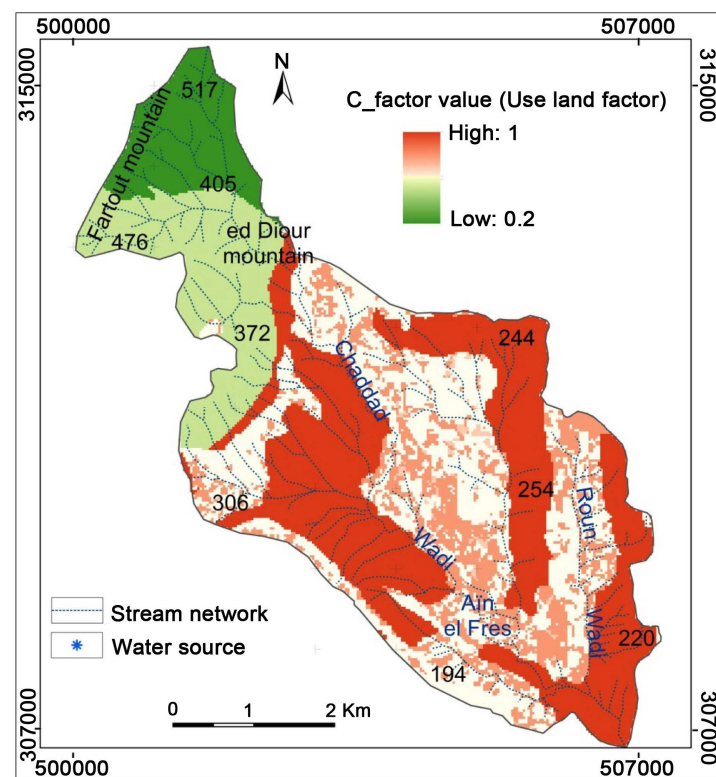 500000
507000
315000
315000
N
C_factor value (Use land factor)
High: 1
Low: 0.2
517
Fartout mountain
405
476
ed Diour
mountain
372
244
Chaddad
306
254
Roun
Wadi
Aïn
el Fres
Wadi
220
194
Stream network
Water source
0 1 2 Km
307000
307000
500000
507000